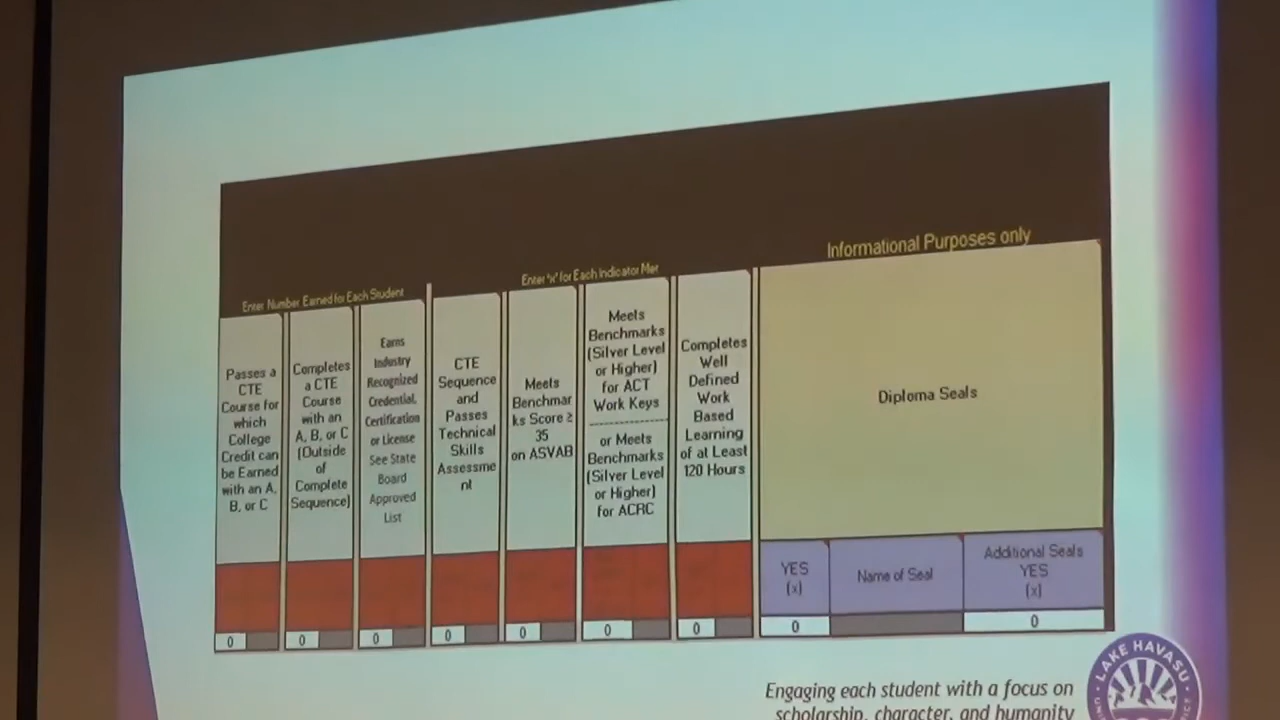 Informational Purposes only
Enter 'x' for Each Indicator Met
Enter Number Earned for Each Student
Passes a
CTE
Course for
which
College
Credit can
be Earned
with an A,
B, or C
Completes
a CTE
Course
with an
A, B, or C
(Outside
of
Complete
Sequence)
Earns
Industry
Recognized
Credential,
Certification
or License
See State
Board
Approved
List
CTE
Sequence
and
Passes
Technical
Skills
Assessme
nt
Meets
Benchmar
ks Score ≥
35
on ASVAB
Meets
Benchmarks
(Silver Level
or Higher)
for ACT
Work Keys
--------------
or Meets
Benchmarks
(Silver Level
or Higher)
for ACRC
Completes
Well
Defined
Work
Based
Learning
of at Least
120 Hours
Diploma Seals
YES
(x)
Name of Seal
Additional Seals
YES
(x)
0
0
0
0
0
0
0
0
0
Engaging each student with a focus on
scholarship, character, and humanity
LAKE HAVASU